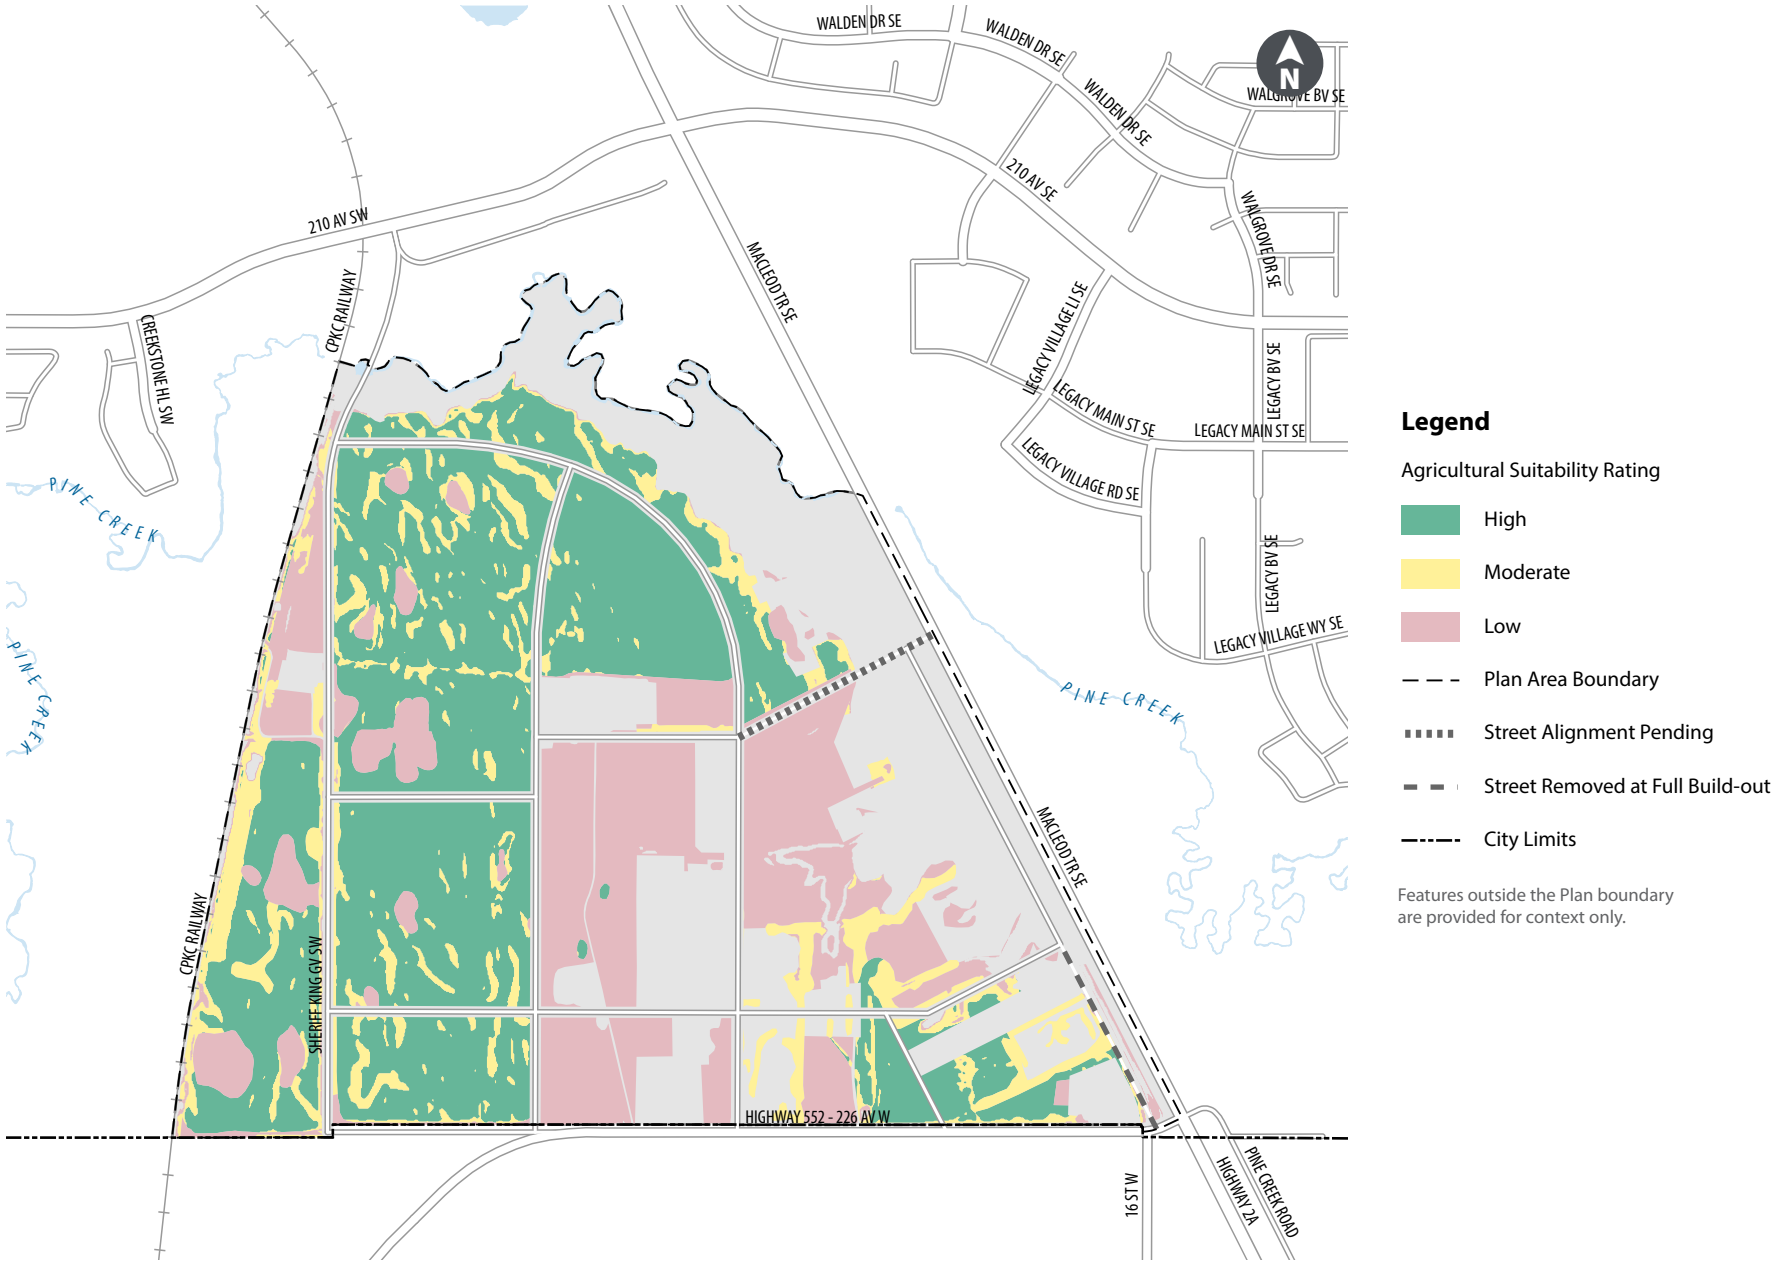 WALDEN DR SE
WALDEN DR SE
WALDEN DR SE
N
WALGROVE BV SE
210 AV SE
WALGROVE DR SE
210 AV SW
MACLEOD TR SE
CPKC RAILWAY
CREEKSTONE HL SW
LEGACY VILLAGE LI SE
LEGACY BV SE
LEGACY MAIN ST SE
LEGACY MAIN ST SE
LEGACY VILLAGE RD SE
PINE CREEK
LEGACY BV SE
LEGACY VILLAGE WY SE
PINE CREEK
PINE CREEK
MACLEOD TR SE
CPKC RAILWAY
SHERIFF KING GV SW
HIGHWAY 552 - 226 AV W
16 ST W
HIGHWAY 2A
PINE CREEK ROAD
Legend
Agricultural Suitability Rating
High
Moderate
Low
Plan Area Boundary
Street Alignment Pending
Street Removed at Full Build-out
City Limits
Features outside the Plan boundary
are provided for context only.